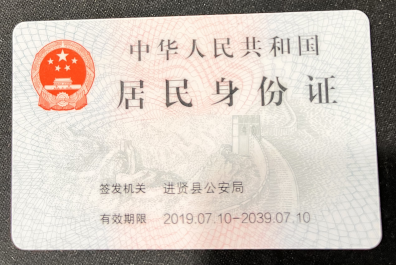 中华人民共和国
居民身份证
签发机关 进贤县公安局
有效期限 2019.07.10-2039.07.10